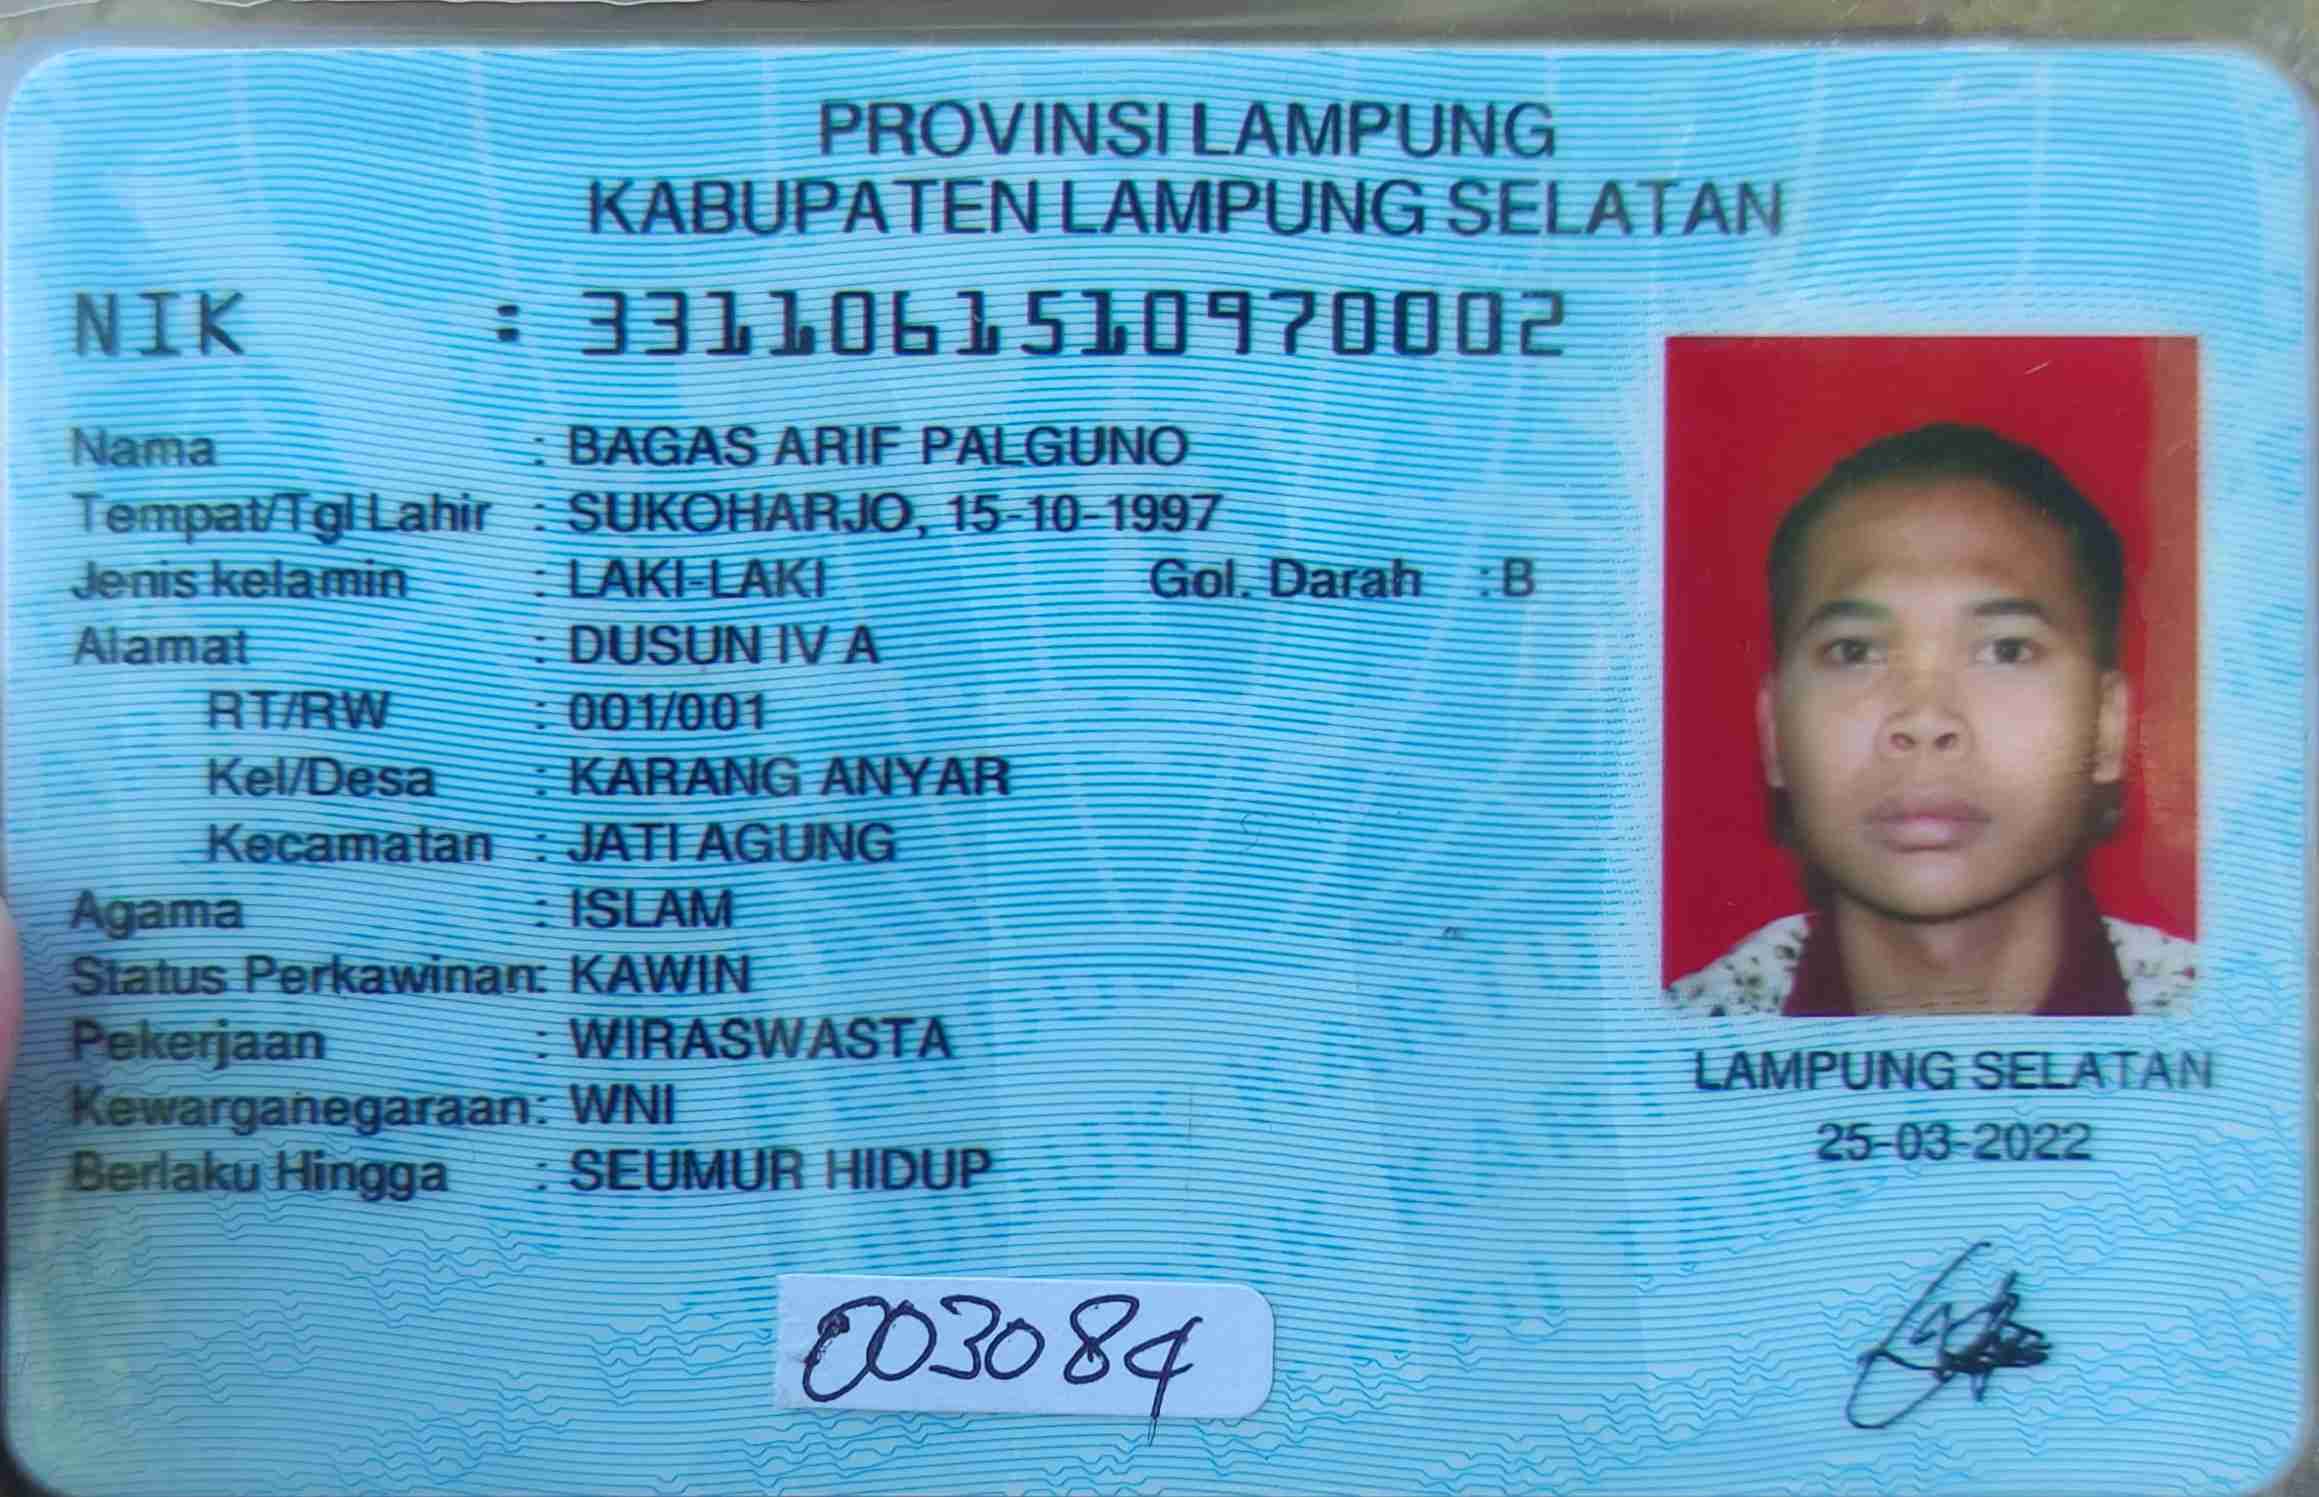 PROVINSI LAMPUNG
KABUPATEN LAMPUNG SELATAN
NIK : 3311061510970002
Nama : BAGAS ARIF PALGUNO
Tempat/Tgl Lahir : SUKOHARJO, 15-10-1997
Jenis kelamin : LAKI-LAKI Gol. Darah : B
Alamat : DUSUN IV A
RT/RW : 001/001
Kel/Desa : KARANG ANYAR
Kecamatan : JATI AGUNG
Agama : ISLAM
Status Perkawinan: KAWIN
Pekerjaan : WIRASWASTA
Kewarganegaraan: WNI
Berlaku Hingga : SEUMUR HIDUP
LAMPUNG SELATAN
25-03-2022
003084